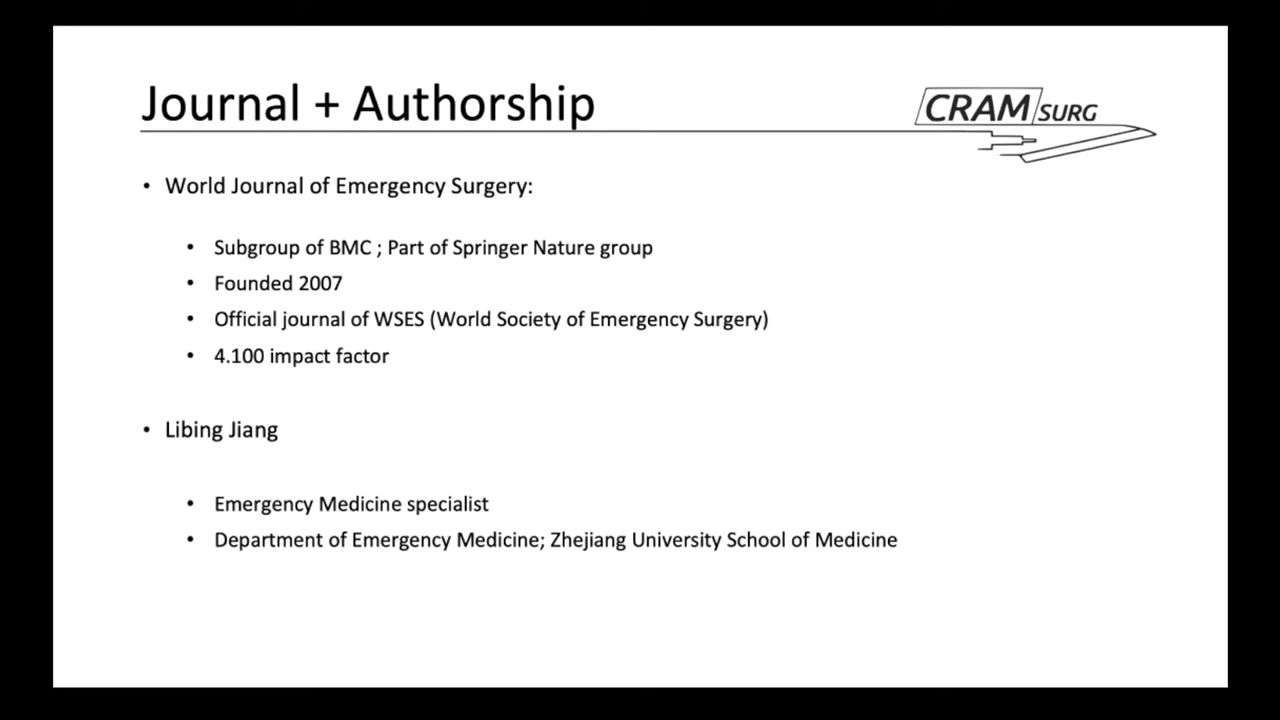 Journal + Authorship
CRAM SURG
• World Journal of Emergency Surgery:
• Subgroup of BMC ; Part of Springer Nature group
• Founded 2007
• Official journal of WSES (World Society of Emergency Surgery)
• 4.100 impact factor
• Libing Jiang
• Emergency Medicine specialist
• Department of Emergency Medicine; Zhejiang University School of Medicine